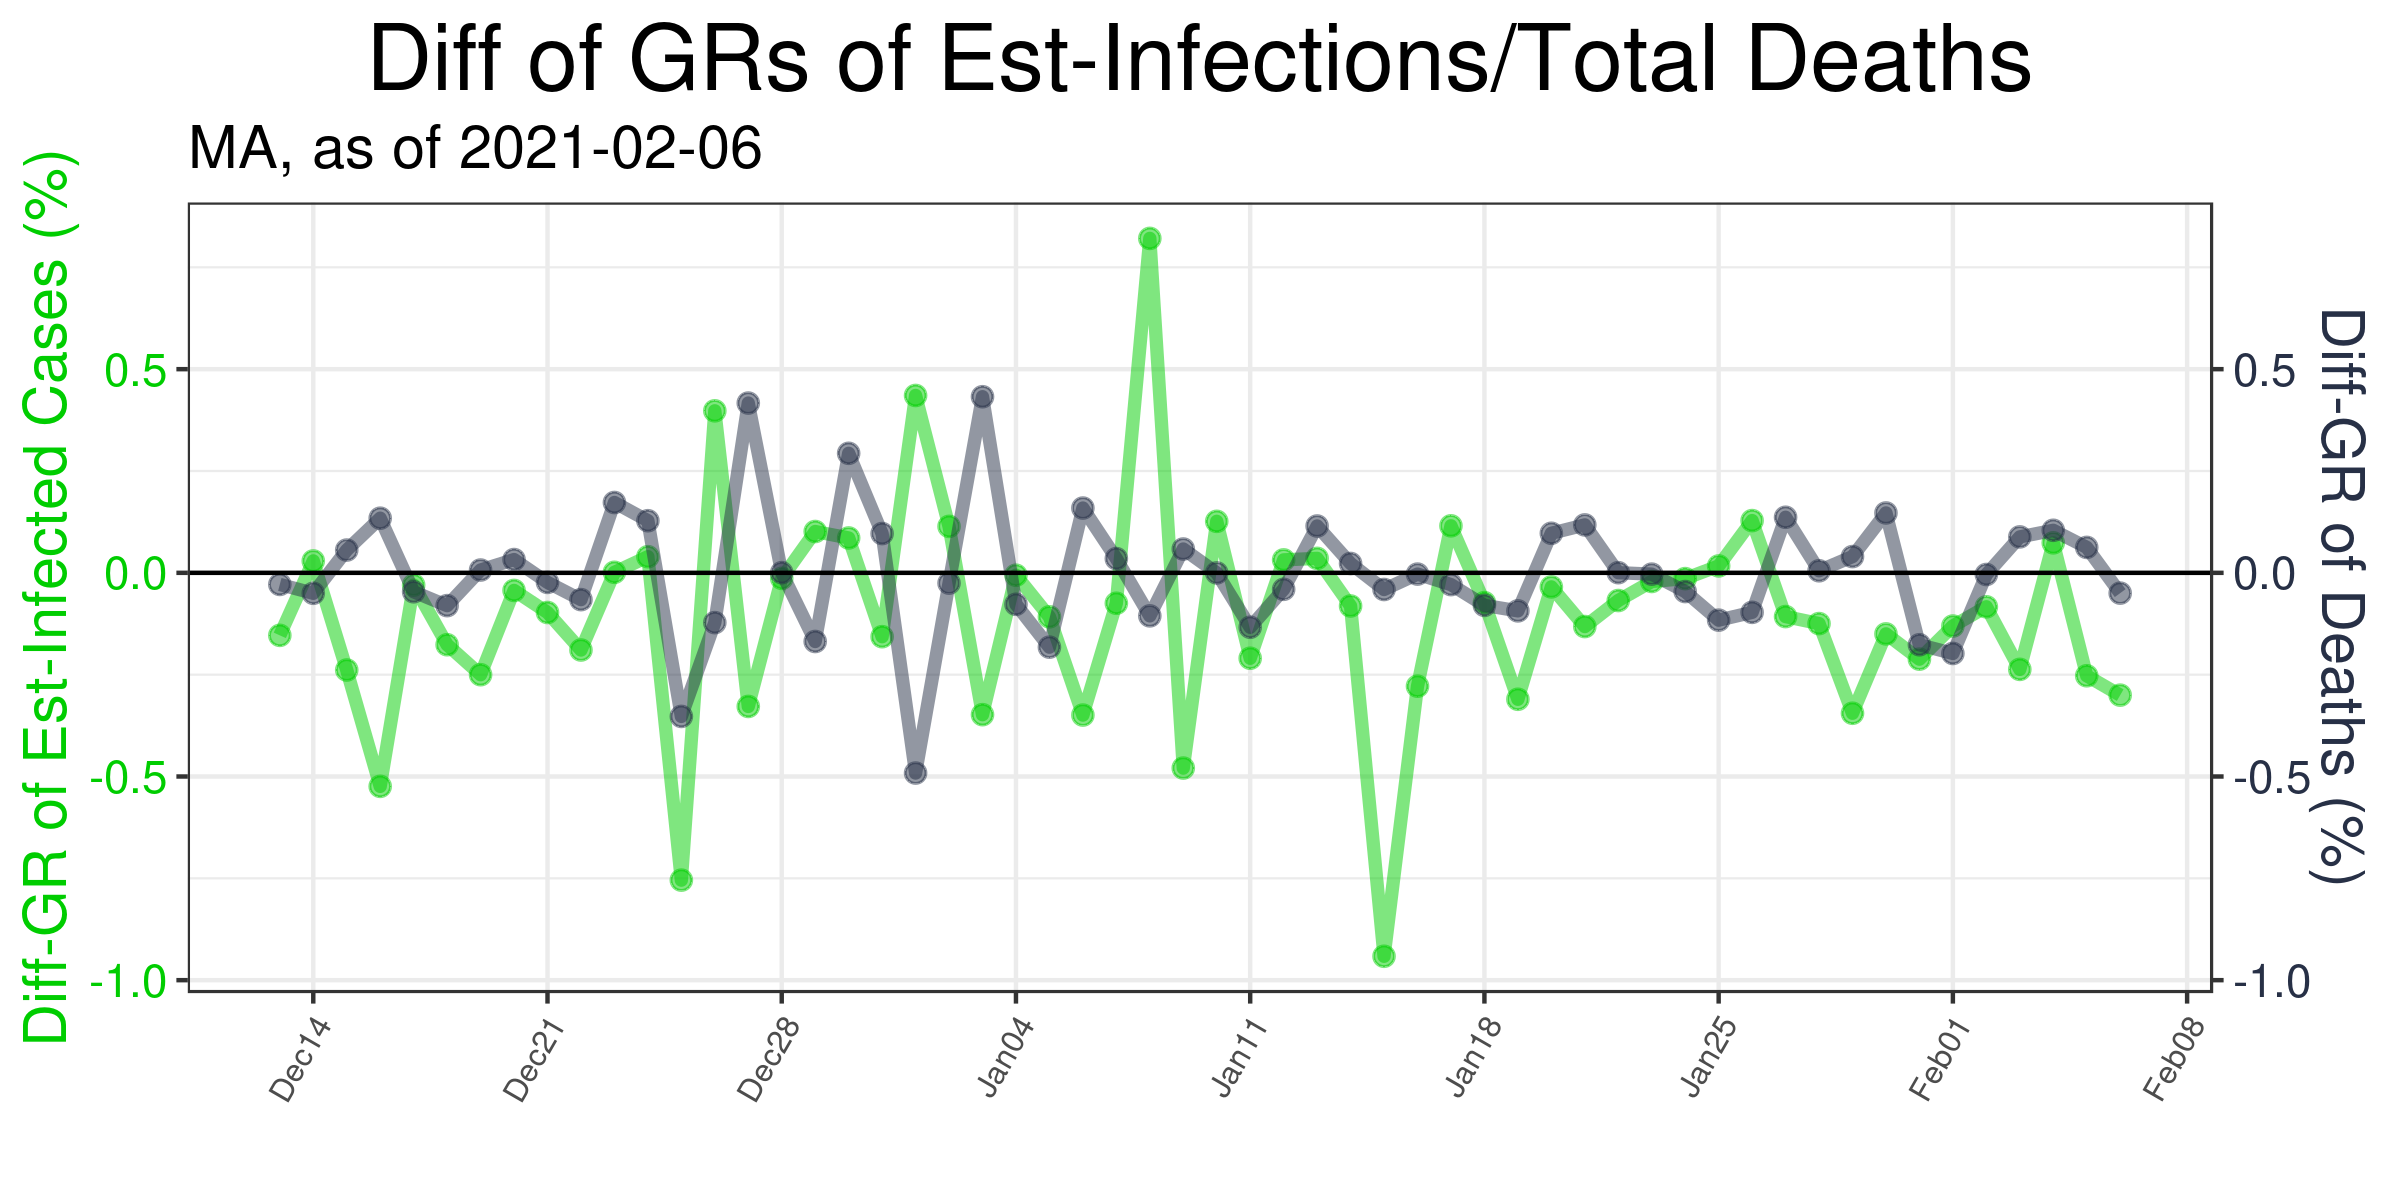 Diff of GRs of Est-Infections/Total Deaths
MA, as of 2021-02-06
Diff-GR of Est-Infected Cases (%)
0.5
0.0
-0.5
-1.0
0.5
0.0
-0.5
-1.0
Diff-GR of Deaths (%)
Dec14
Dec21
Dec28
Jan04
Jan11
Jan18
Jan25
Feb01
Feb08